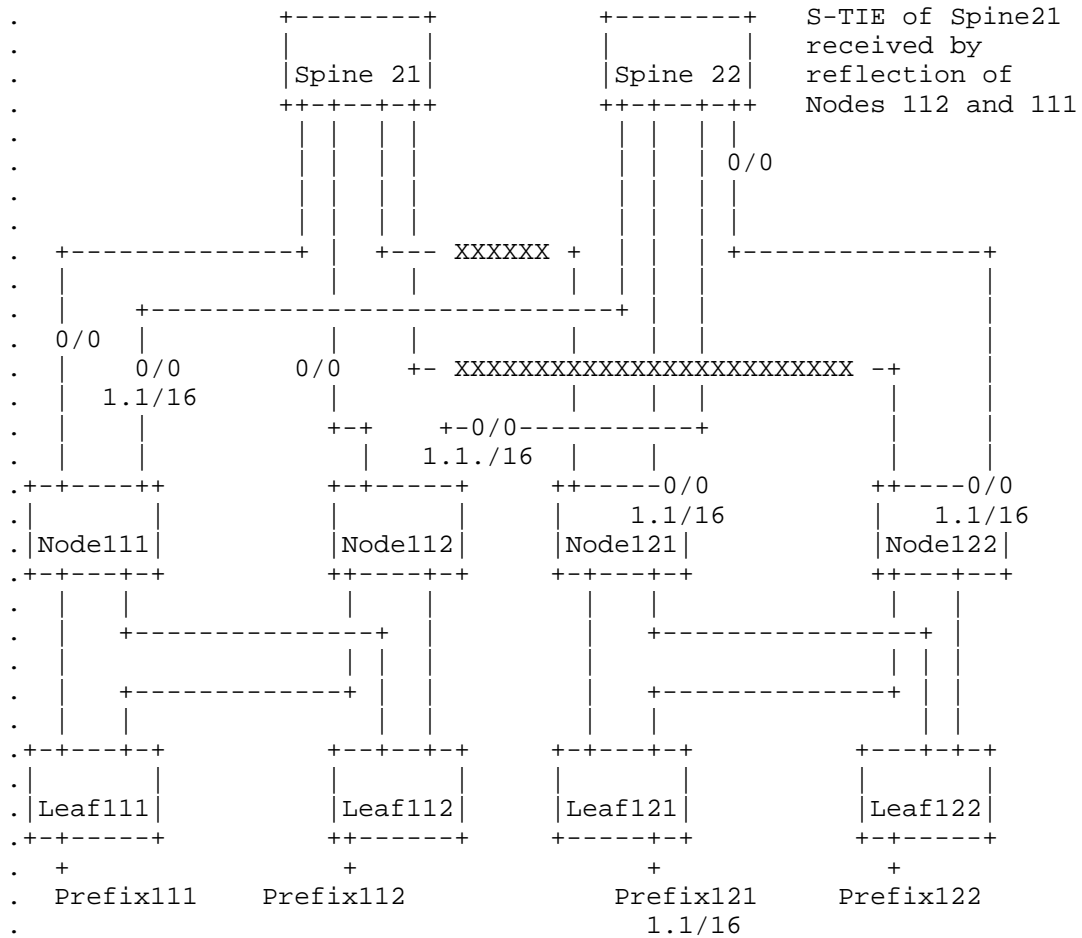 S-TIE of Spine21
received by
Spine 21 Spine 22 reflection of
Nodes 112 and 111
0/0
XXXXXX
0/0
0/0 0/0 XXXXXXXXXXXXXXXXXXXXXXXXX
1.1/16
0/0
1.1./16
0/0 0/0
1.1/16 1.1/16
Node111 Node112 Node121 Node122
Leaf111 Leaf112 Leaf121 Leaf122
Prefix111 Prefix112 Prefix121 Prefix122
1.1/16